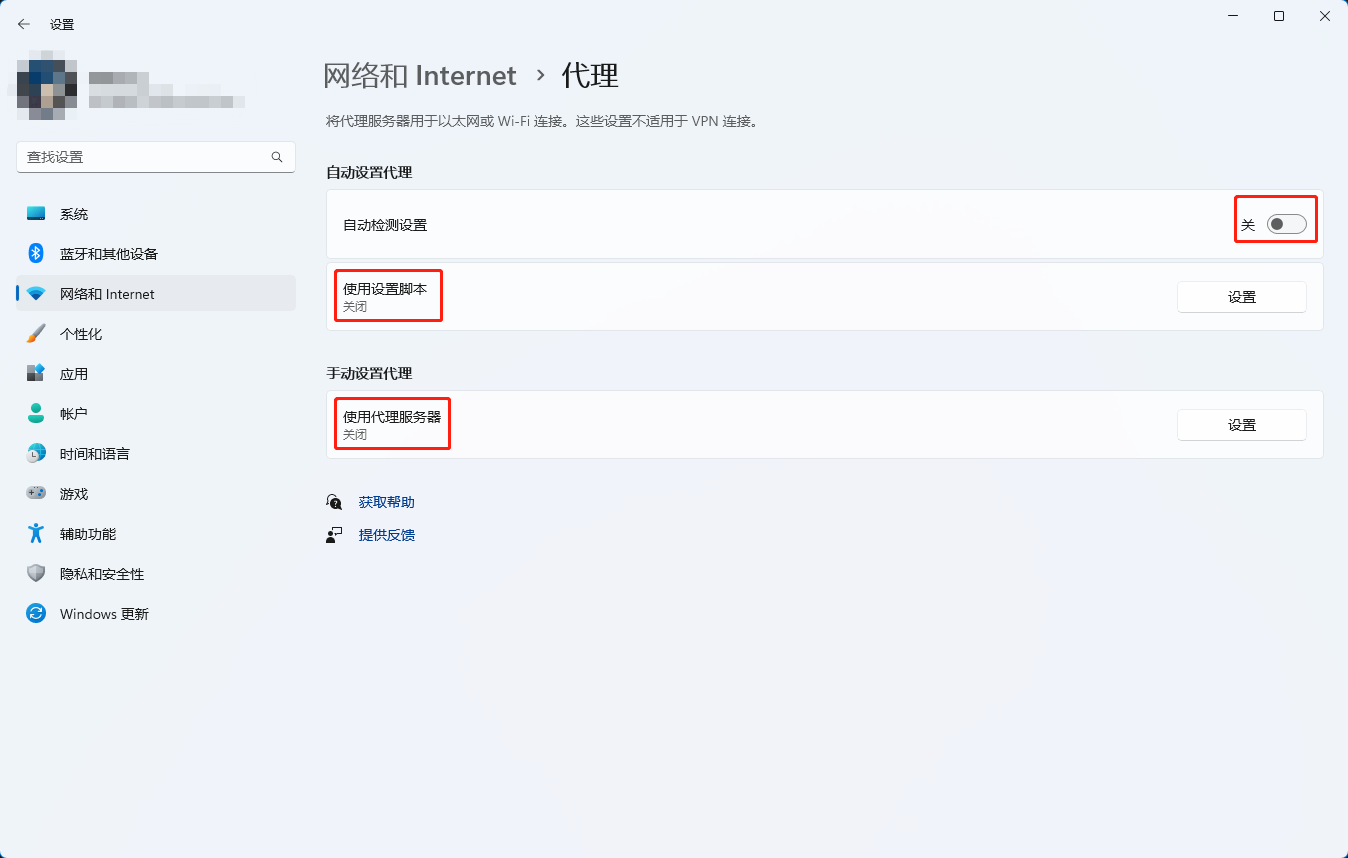 设置
查找设置
系统
蓝牙和其他设备
网络和 Internet
个性化
应用
帐户
时间和语言
游戏
辅助功能
隐私和安全性
Windows 更新
网络和 Internet › 代理
将代理服务器用于以太网或 Wi-Fi 连接。这些设置不适用于 VPN 连接。
自动设置代理
自动检测设置
关
使用设置脚本
关闭
设置
手动设置代理
使用代理服务器
关闭
设置
获取帮助
提供反馈